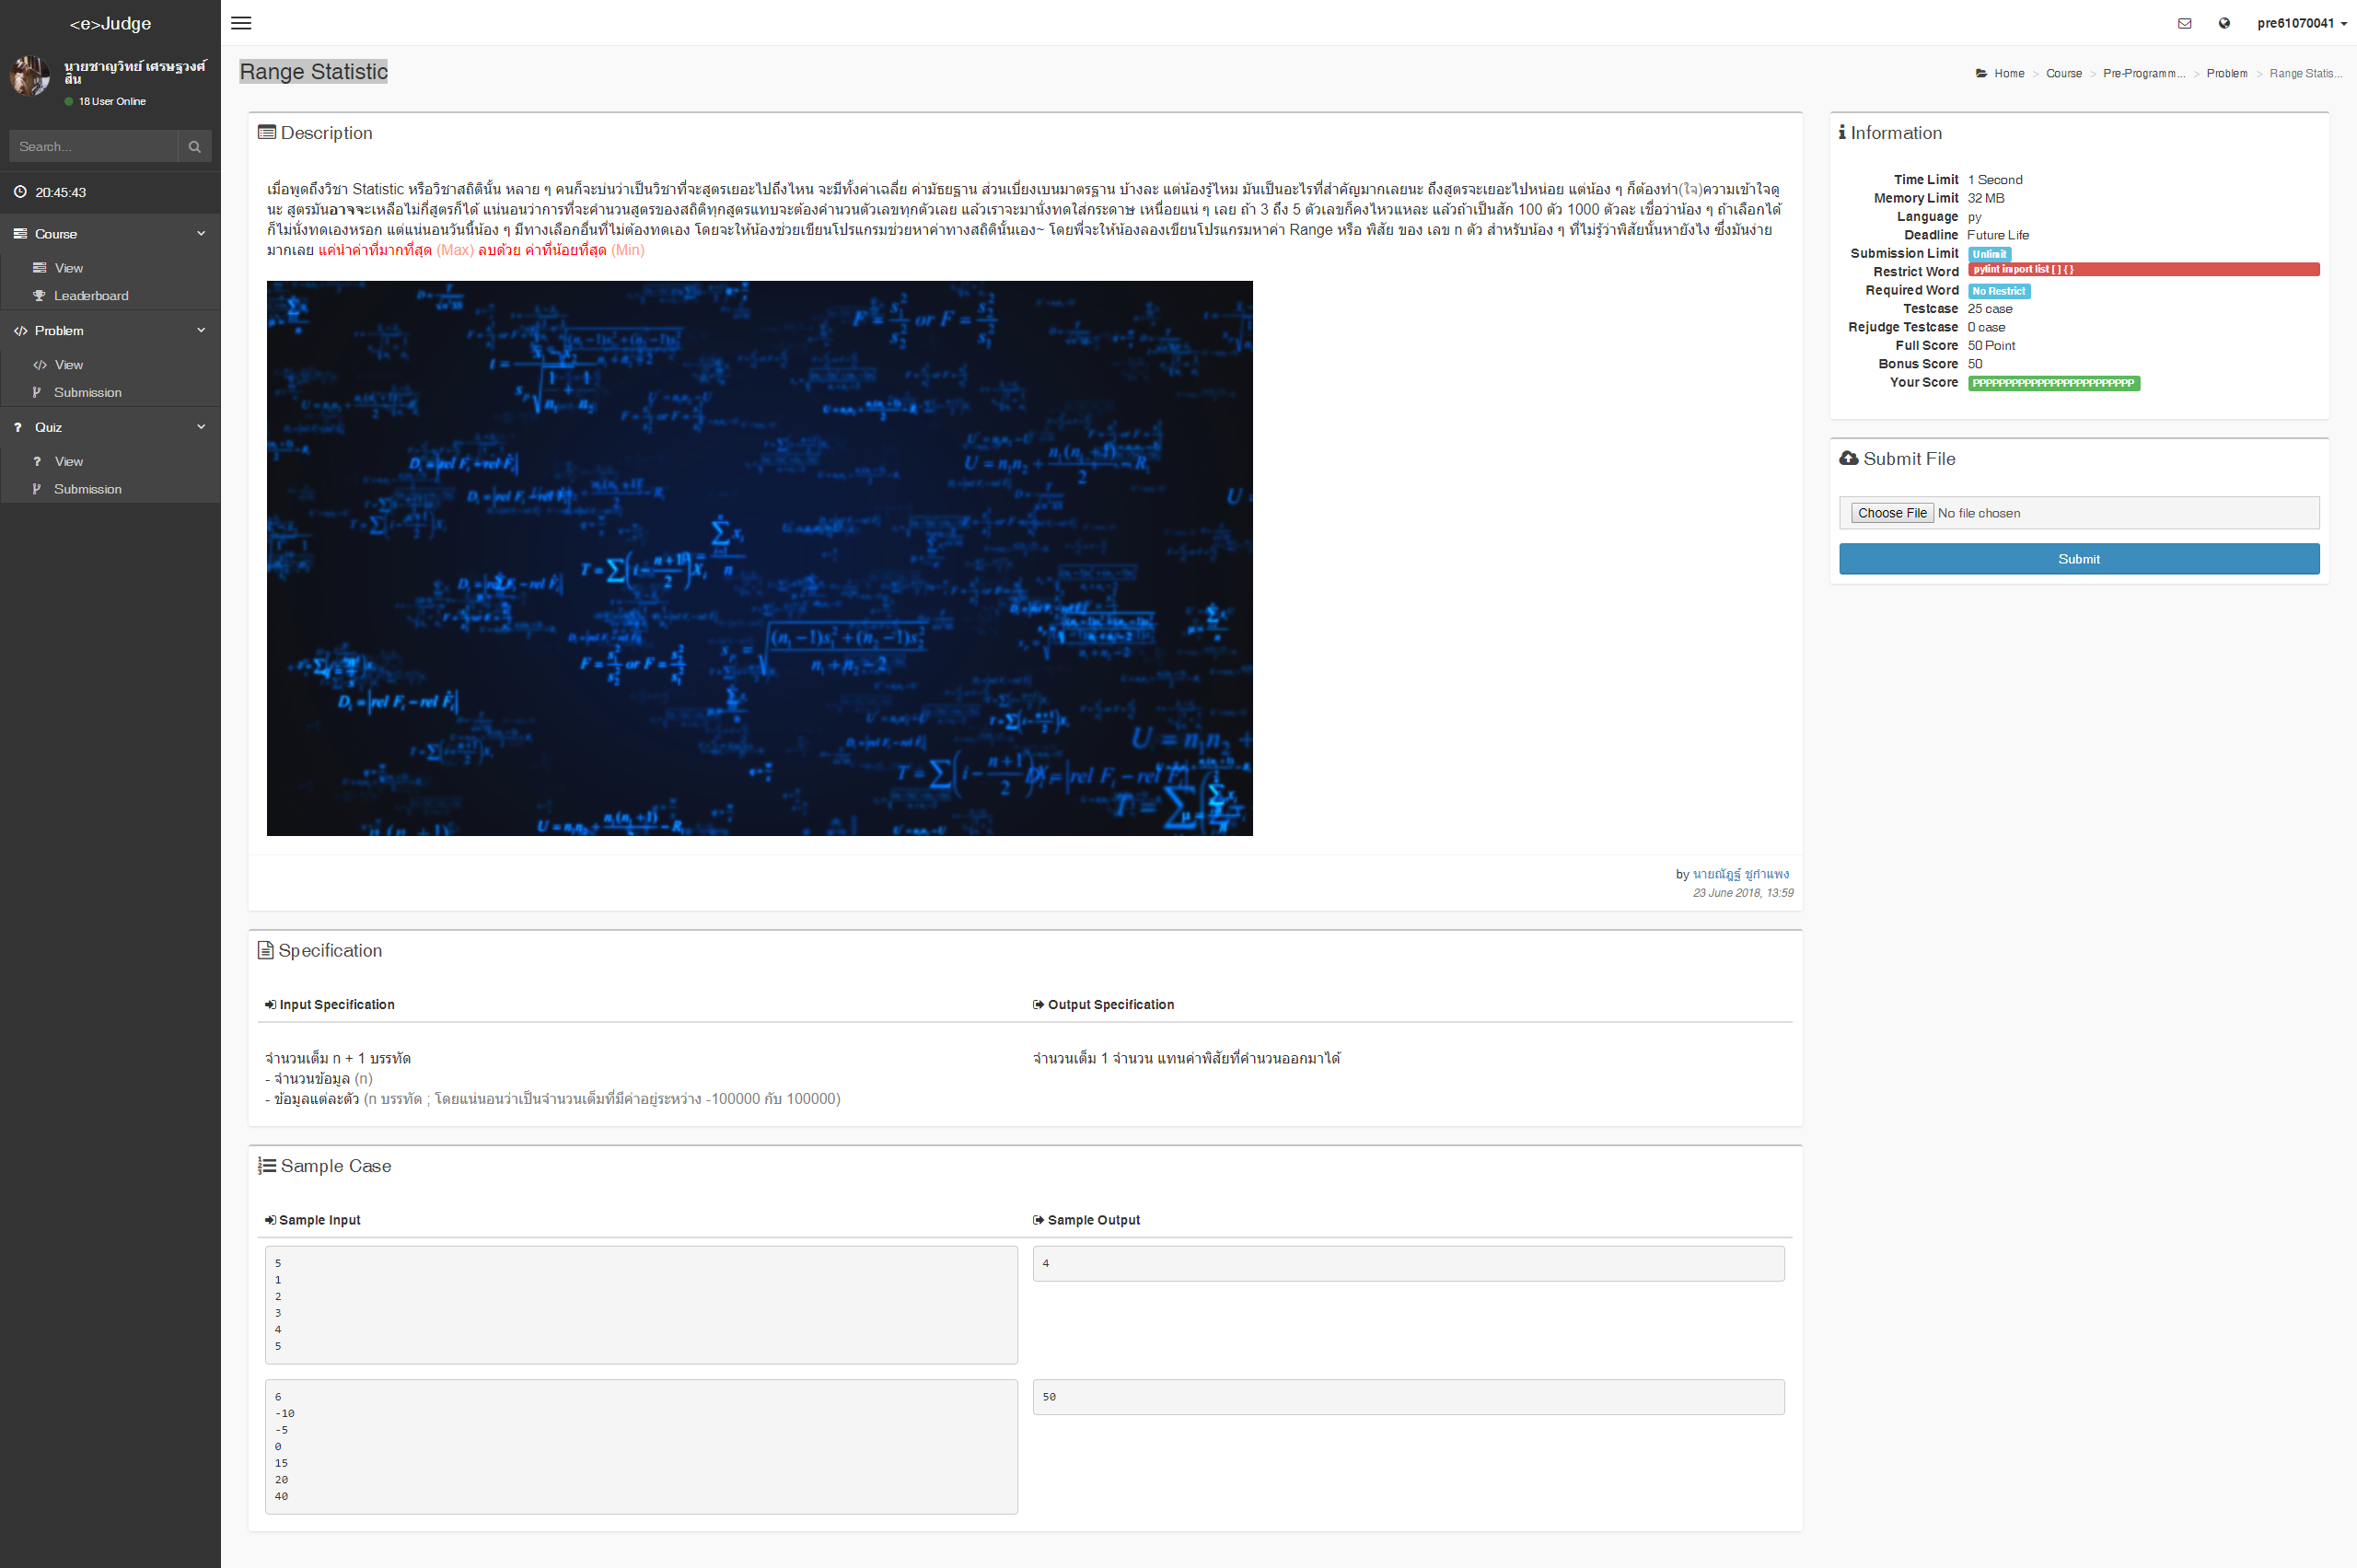 <e>Judge
นายชาญวิทย์ เศรษฐวงศ์
สิน
18 User Online
Search...
20:45:43
Course
View
Leaderboard
Problem
View
Submission
Quiz
View
Submission
pre61070041
Range Statistic
Home > Course > Pre-Programm... > Problem > Range Statis...
Description
เมื่อพูดถึงวิชา Statistic หรือวิชาสถิตินั้น หลาย ๆ คนก็จะบ่นว่าเป็นวิชาที่จะสูตรเยอะไปถึงไหน จะมีทั้งค่าเฉลี่ย ค่ามัธยฐาน ส่วนเบี่ยงเบนมาตรฐาน บ้างละ แต่น้องรู้ไหม มันเป็นอะไรที่สำคัญมากเลยนะ ถึงสูตรจะเยอะไปหน่อย แต่น้อง ๆ ก็ต้องทำ(ใจ)ความเข้าใจดู
นะ สูตรมันอาจจะเหลือไม่กี่สูตรก็ได้ แน่นอนว่าการที่จะคำนวนสูตรของสถิติทุกสูตรแทบจะต้องคำนวนตัวเลขทุกตัวเลย แล้วเราจะมานั่งทดใส่กระดาษ เหนื่อยแน่ ๆ เลย ถ้า 3 ถึง 5 ตัวเลขก็คงไหวแหละ แล้วถ้าเป็นสัก 100 ตัว 1000 ตัวละ เชื่อว่าน้อง ๆ ถ้าเลือกได้
ก็ไม่นั่งทดเองหรอก แต่แน่นอนวันนี้น้อง ๆ มีทางเลือกอื่นที่ไม่ต้องทดเอง โดยจะให้น้องช่วยเขียนโปรแกรมช่วยหาค่าทางสถิตินั้นเอง~ โดยพี่จะให้น้องลองเขียนโปรแกรมหาค่า Range หรือ พิสัย ของ เลข n ตัว สำหรับน้อง ๆ ที่ไม่รู้ว่าพิสัยนั้นหายังไง ซึ่งมันง่าย
มากเลย แค่นำค่าที่มากที่สุด (Max) ลบด้วย ค่าที่น้อยที่สุด (Min)
by นายณัฎฐ์ ชูกำแพง
23 June 2018, 13:59
Specification
Input Specification
Output Specification
จำนวนเต็ม n + 1 บรรทัด
- จำนวนข้อมูล (n)
- ข้อมูลแต่ละตัว (n บรรทัด ; โดยแน่นอนว่าเป็นจำนวนเต็มที่มีค่าอยู่ระหว่าง -100000 กับ 100000)
จำนวนเต็ม 1 จำนวน แทนค่าพิสัยที่คำนวนออกมาได้
Sample Case
Sample Input
Sample Output
5
1
2
3
4
5
4
6
-10
-5
0
15
20
40
50
Information
Time Limit 1 Second
Memory Limit 32 MB
Language py
Deadline Future Life
Submission Limit Unlimit
Restrict Word pylint import list [ ] { }
Required Word No Restrict
Testcase 25 case
Rejudge Testcase 0 case
Full Score 50 Point
Bonus Score 50
Your Score PPPPPPPPPPPPPPPPPPPPPPPPP
Submit File
Choose File No file chosen
Submit